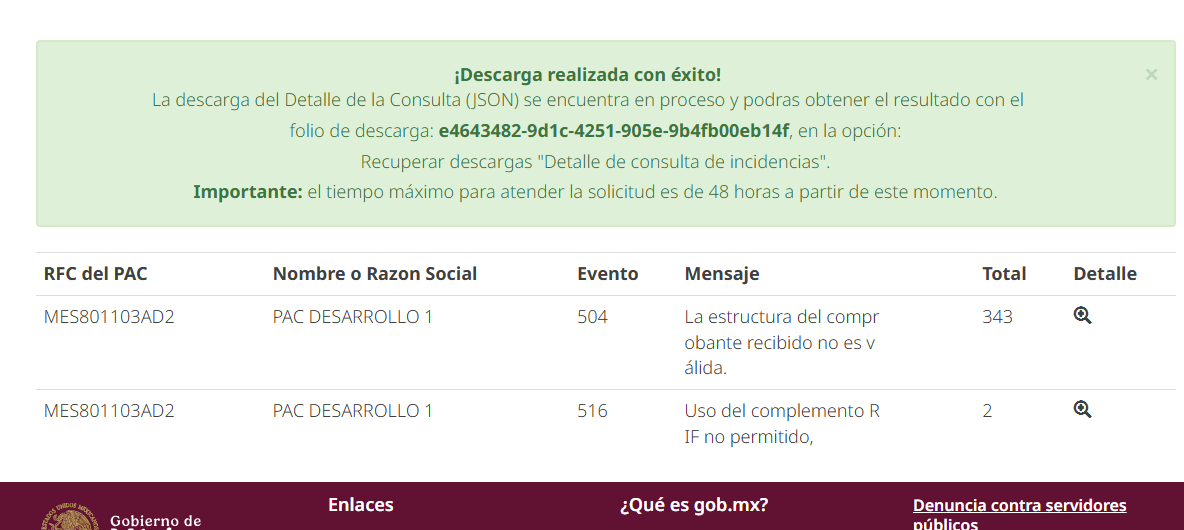 ¡Descarga realizada con éxito!
×
La descarga del Detalle de la Consulta (JSON) se encuentra en proceso y podras obtener el resultado con el
folio de descarga: e4643482-9d1c-4251-905e-9b4fb00eb14f, en la opción:
Recuperar descargas "Detalle de consulta de incidencias".
Importante: el tiempo máximo para atender la solicitud es de 48 horas a partir de este momento.
RFC del PAC Nombre o Razon Social Evento Mensaje Total Detalle
MES801103AD2 PAC DESARROLLO 1 504 La estructura del compr 343
obante recibido no es v
álida.
MES801103AD2 PAC DESARROLLO 1 516 Uso del complemento R 2
IF no permitido,
Enlaces ¿Qué es gob.mx? Denuncia contra servidores
Gobierno de públicos